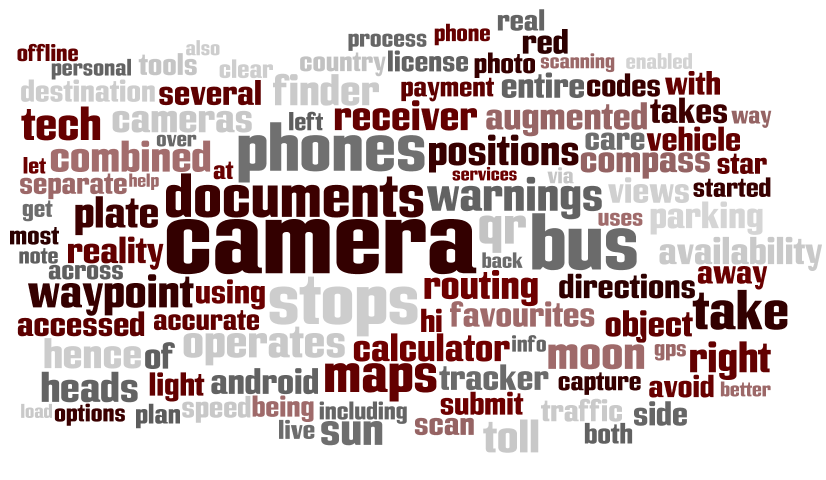 real
process phone
red
offline also
personal tools clear country license photo scanning enabled
destination several finder payment entire codes with
tech cameras left receiver augmented takes way
over phones positions care vehicle
let combined at services compass star
separate help documents warnings via views started
get plate qr bus uses parking
most reality camera back availability
note across away
waypoint using stops routing directions take
accessed accurate hi favourites object
hence of operates calculator info moon gps right
heads light android maps tracker capture avoid better
load options plan speed being including submit traffic side
live sun scan toll both